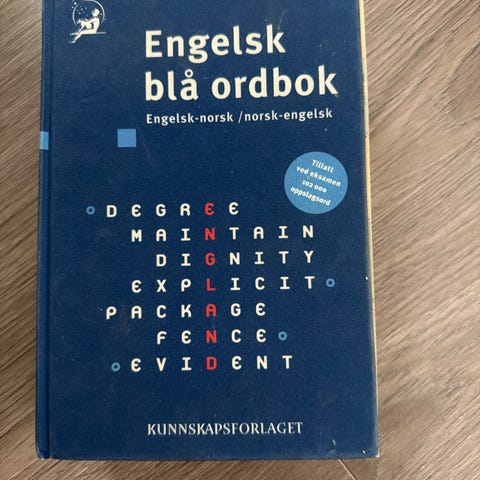 Engelsk
blå ordbok
Engelsk-norsk /norsk-engelsk
Tillatt
ved eksamen
102 000
oppslagsord
DEGREE
MAINTAIN
DIGNITY
EXPLICIT
PACKAGE
FENCE
EVIDENT
KUNNSKAPSFORLAGET